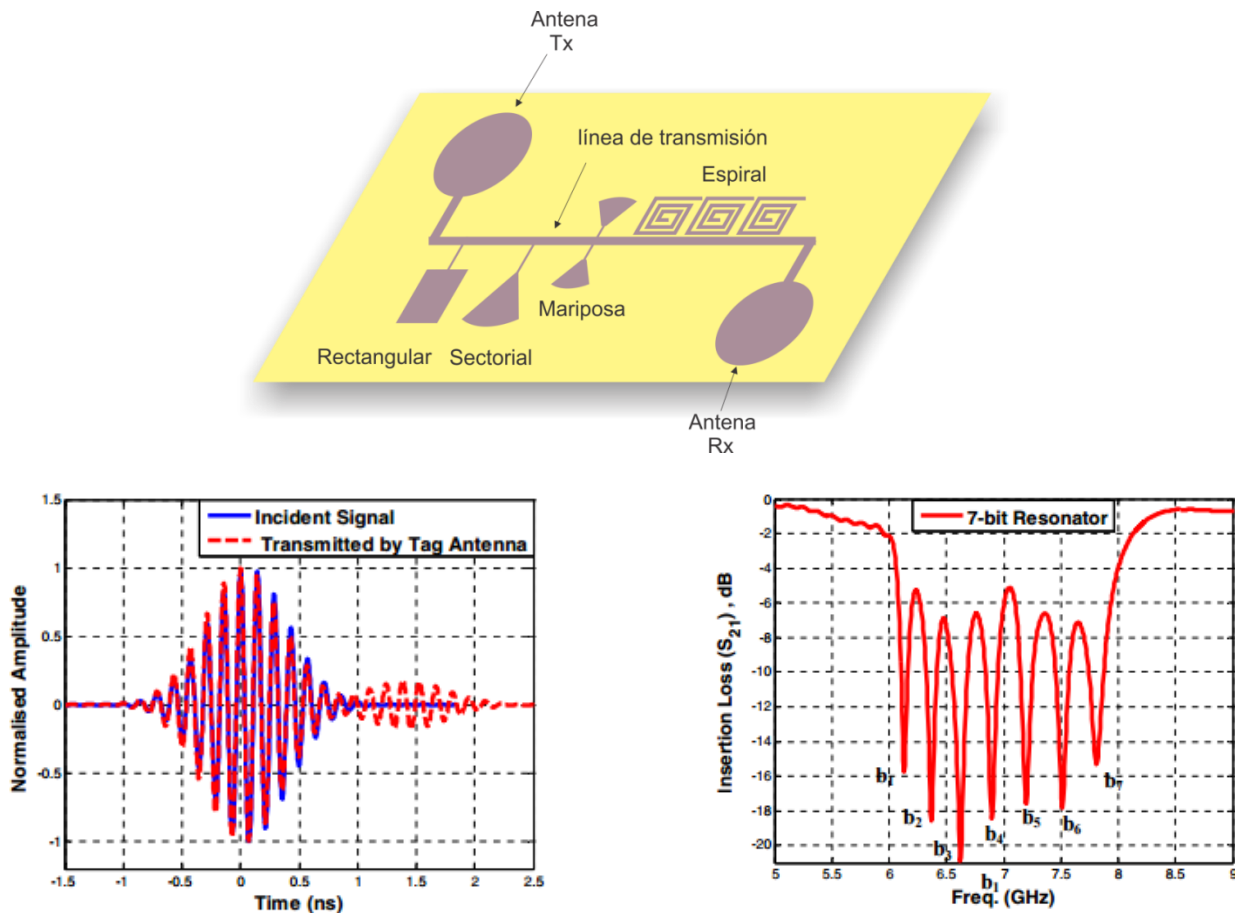 Antena
Tx
línea de transmisión
Espiral
Mariposa
Rectangular
Sectorial
Antena
Rx
1.5
1
0.5
0
-0.5
-1
Normalised Amplitude
Incident Signal
Transmitted by Tag Antenna
-1.5
-1
-0.5
0
0.5
1
1.5
2
2.5
Time (ns)
0
-2
-4
-6
-8
-10
-12
-14
-16
-18
-20
Insertion Loss (S21) , dB
7-bit Resonator
b1
b2
b3
b4
b5
b6
b7
5
5.5
6
6.5
7
7.5
8
8.5
9
b1
Freq. (GHz)